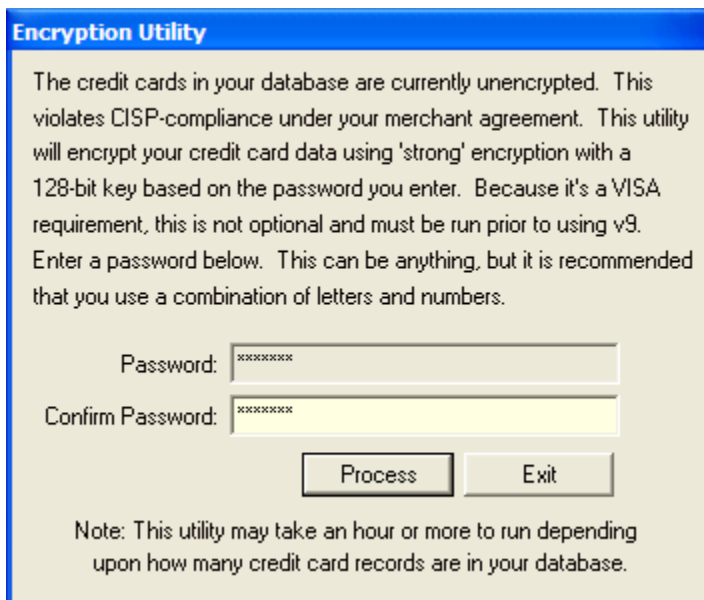 Encryption Utility
The credit cards in your database are currently unencrypted. This
violates CISP-compliance under your merchant agreement. This utility
will encrypt your credit card data using 'strong' encryption with a
128-bit key based on the password you enter. Because it's a VISA
requirement, this is not optional and must be run prior to using v9.
Enter a password below. This can be anything, but it is recommended
that you use a combination of letters and numbers.
Password: *******
Confirm Password: *******
Process Exit
Note: This utility may take an hour or more to run depending
upon how many credit card records are in your database.